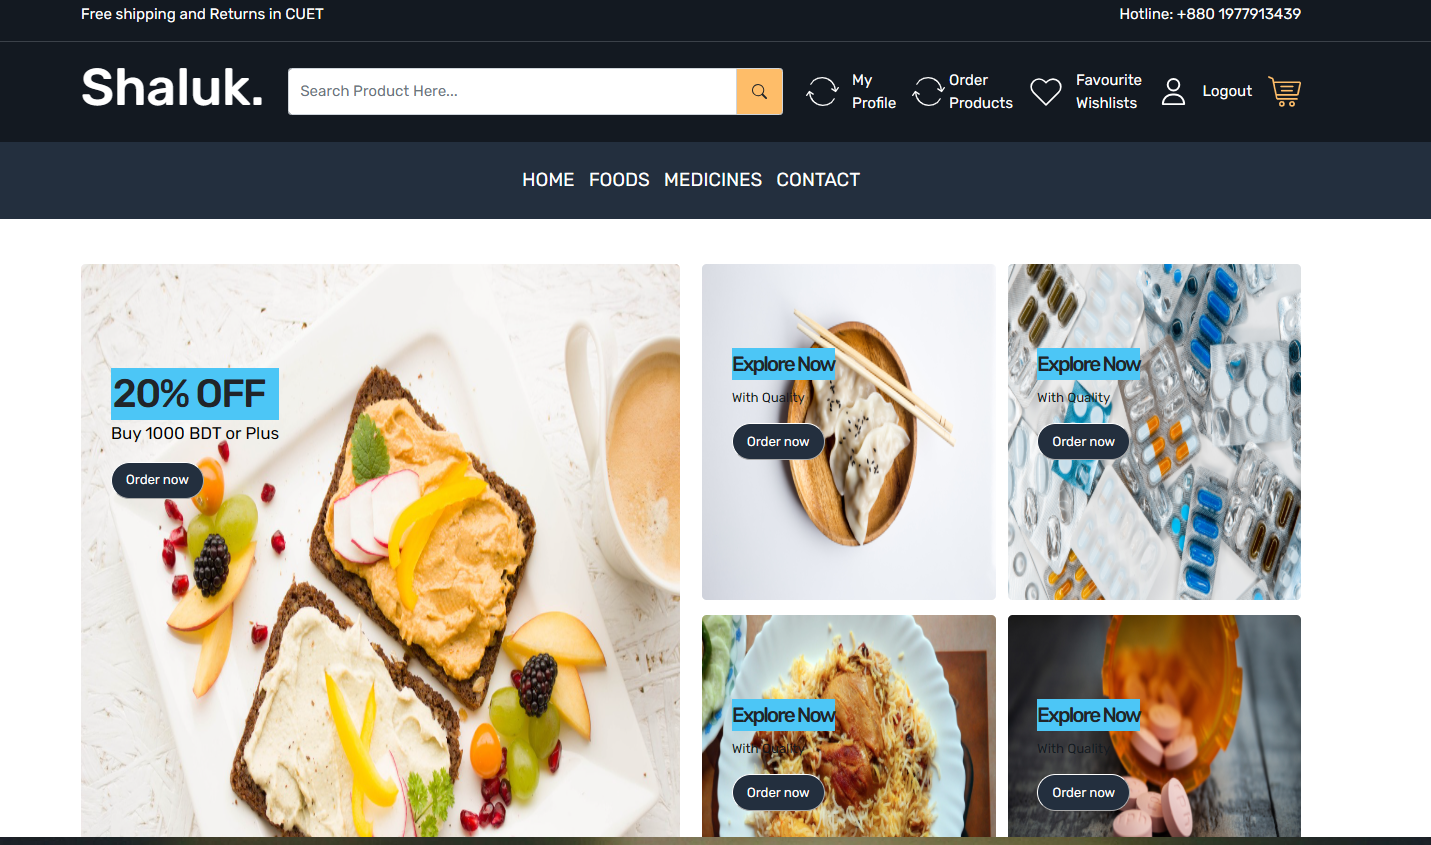 Free shipping and Returns in CUET
Hotline: +880 1977913439
Shaluk.
Search Product Here...
My
Profile
Order
Products
Favourite
Wishlists
Logout
HOME FOODS MEDICINES CONTACT
20% OFF
Buy 1000 BDT or Plus
Order now
Explore Now
With Quality
Order now
Explore Now
With Quality
Order now
Explore Now
With Quality
Order now
Explore Now
With Quality
Order now